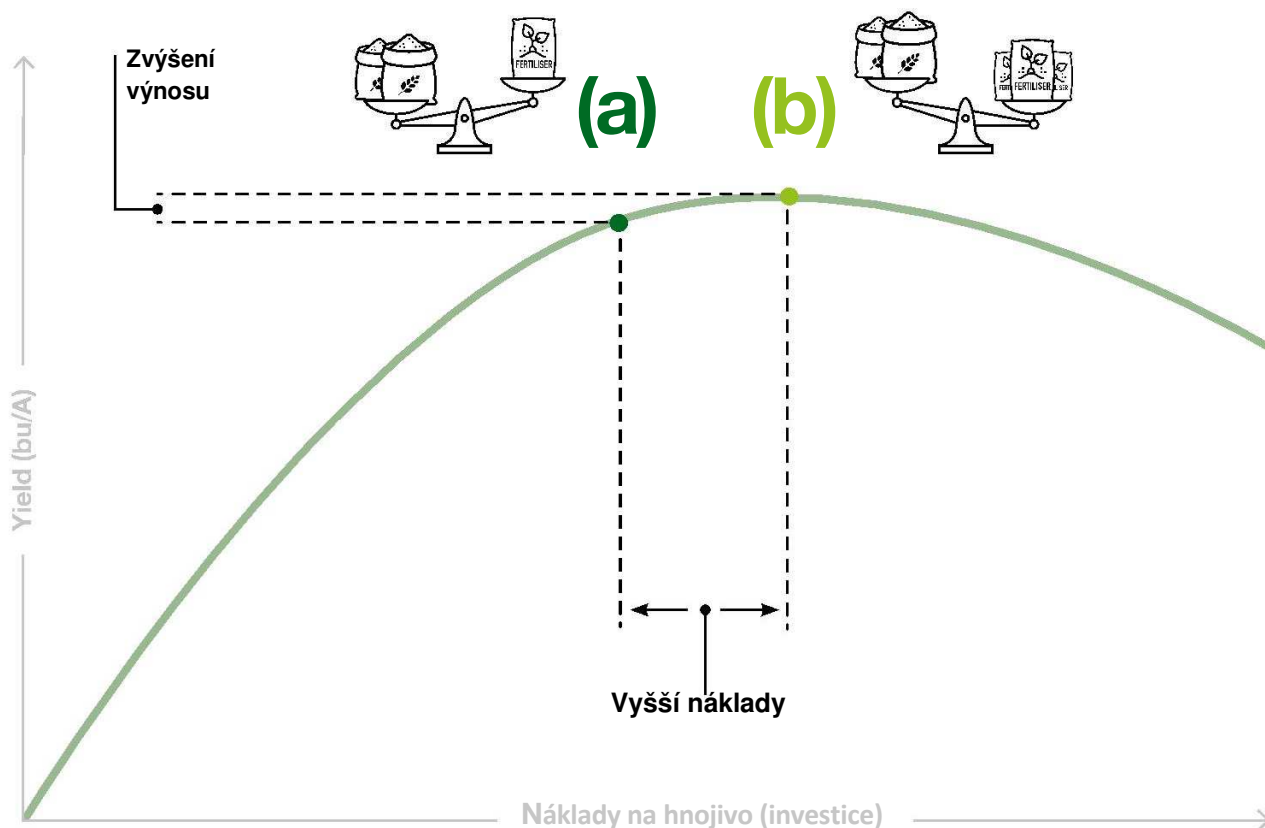 Zvýšení
výnosu
FERTILISER
(a)
(b)
FERTILISER
Yield (bu/A)
Vyšší náklady
Náklady na hnojivo (investice)